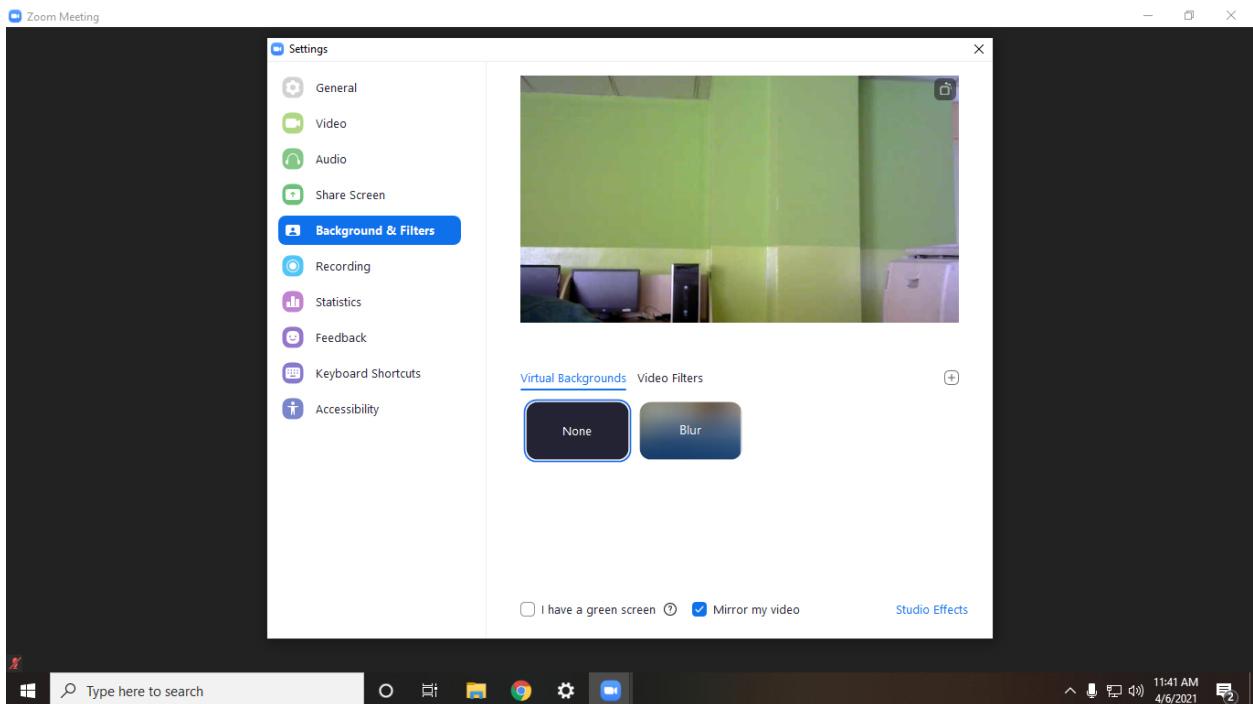 Zoom Meeting
Settings
General
Video
Audio
Share Screen
Background & Filters
Recording
Statistics
Feedback
Keyboard Shortcuts
Accessibility
Virtual Backgrounds Video Filters
None Blur
I have a green screen ? Mirror my video Studio Effects
Type here to search
11:41 AM
4/6/2021
2